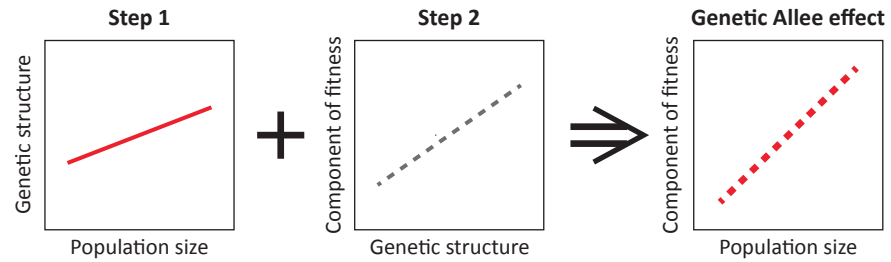 Step 1
Step 2
Genetic Allee effect
Genetic structure
Population size
Component of fitness
Genetic structure
Component of fitness
Population size